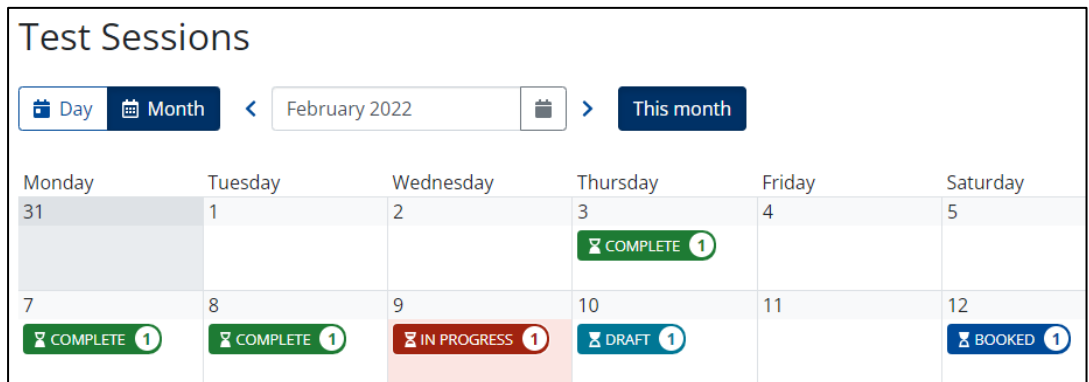 Test Sessions
Day Month February 2022 This month
Monday Tuesday Wednesday Thursday Friday Saturday
31 1 2 3 4 5
COMPLETE 1
7 8 9 10 11 12
COMPLETE 1 COMPLETE 1 IN PROGRESS 1 DRAFT 1 BOOKED 1